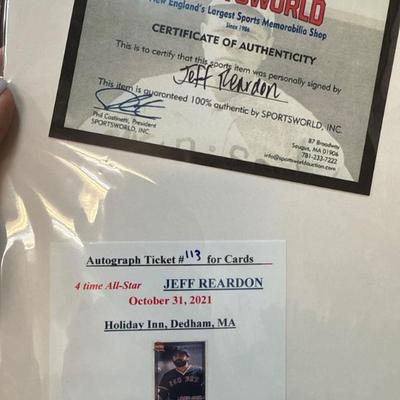 SPORTSWORLD
New England's Largest Sports Memorabilia Shop
Since 1986
CERTIFICATE OF AUTHENTICITY
This is to certify that this sports item was personally signed by
Jeff Reardon
This item is guaranteed 100% authentic by SPORTSWORLD, INC.
Phil Castinetti, President
SPORTSWORLD, INC.
87 Broadway
Saugus, MA 01906
781-233-7222
info@sportsworldauction.com
Autograph Ticket #113 for Cards
4 time All-Star JEFF REARDON
October 31, 2021
Holiday Inn, Dedham, MA